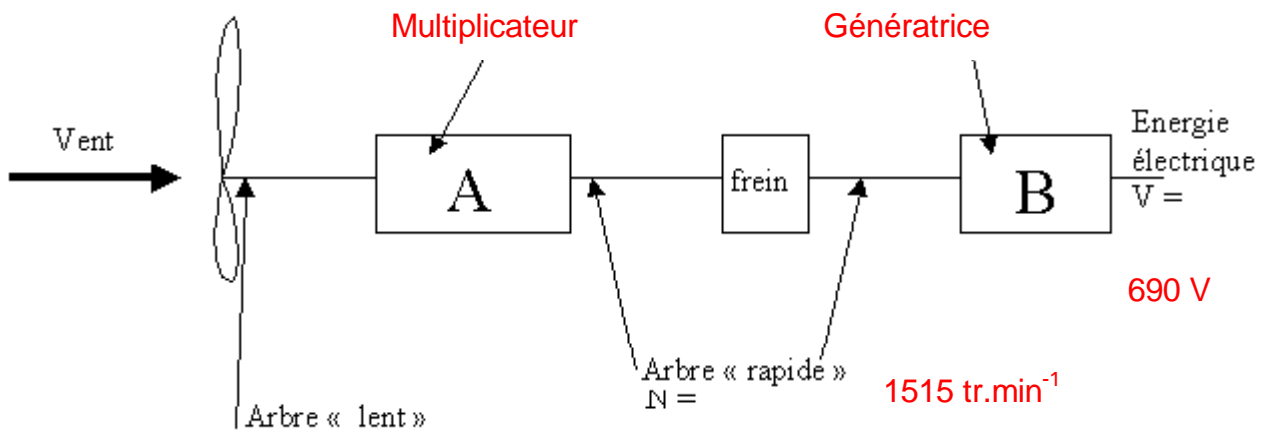 Multiplicateur
Génératrice
Vent
A
frein
B
Energie
électrique
V =
690 V
Arbre « rapide »
N =
1515 tr.min⁻¹
Arbre « lent »